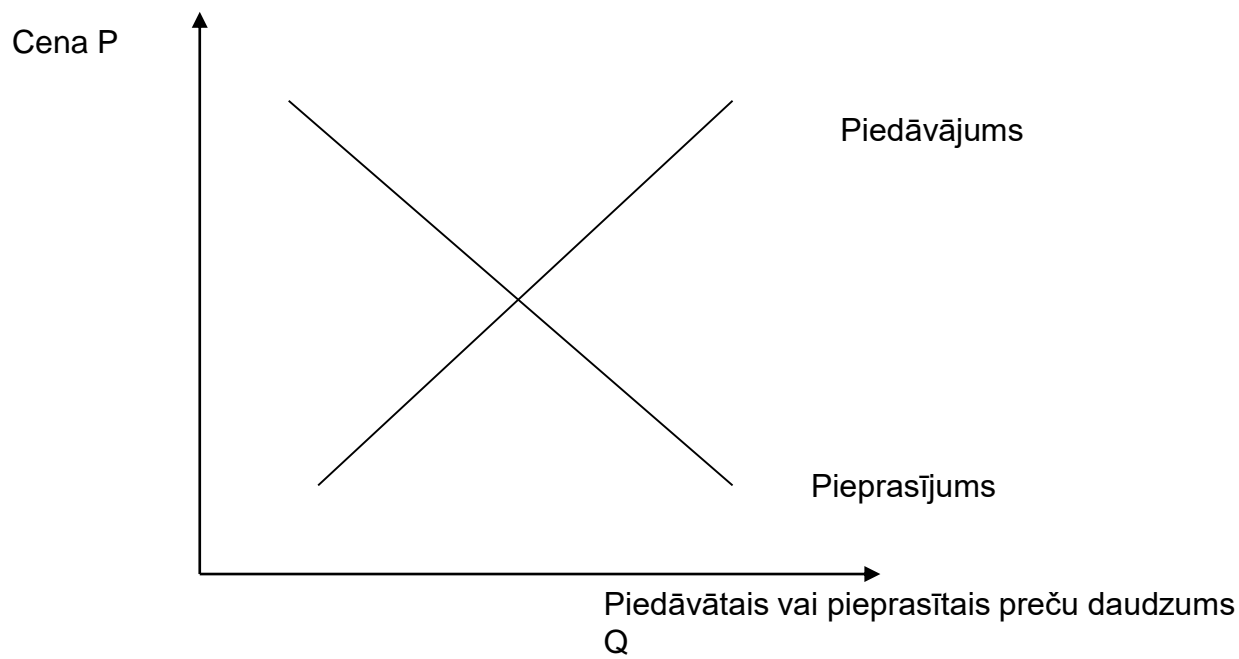 Cena P
Piedāvājums
Pieprasījums
Piedāvātais vai pieprasītais preču daudzums
Q